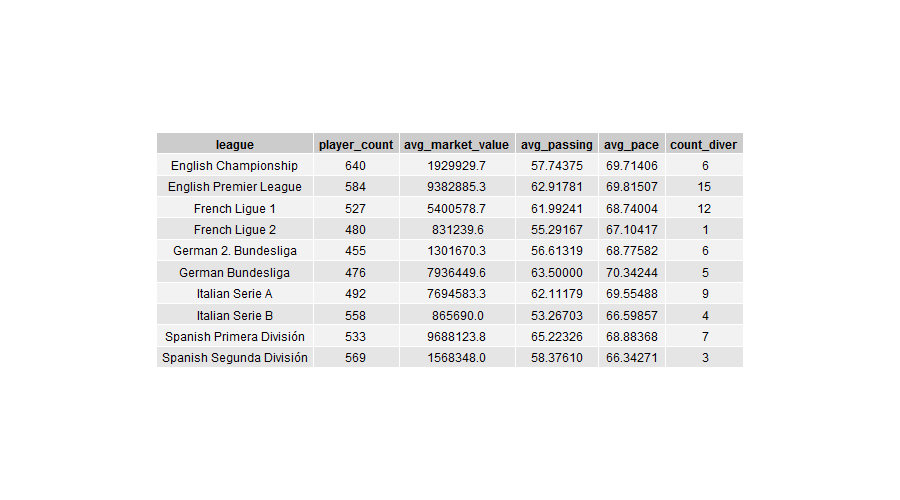 league player_count avg_market_value avg_passing avg_pace count_diver
English Championship 640 1929929.7 57.74375 69.71406 6
English Premier League 584 9382885.3 62.91781 69.81507 15
French Ligue 1 527 5400578.7 61.99241 68.74004 12
French Ligue 2 480 831239.6 55.29167 67.10417 1
German 2. Bundesliga 455 1301670.3 56.61319 68.77582 6
German Bundesliga 476 7936449.6 63.50000 70.34244 5
Italian Serie A 492 7694583.3 62.11179 69.55488 9
Italian Serie B 558 865690.0 53.26703 66.59857 4
Spanish Primera División 533 9688123.8 65.22326 68.88368 7
Spanish Segunda División 569 1568348.0 58.37610 66.34271 3